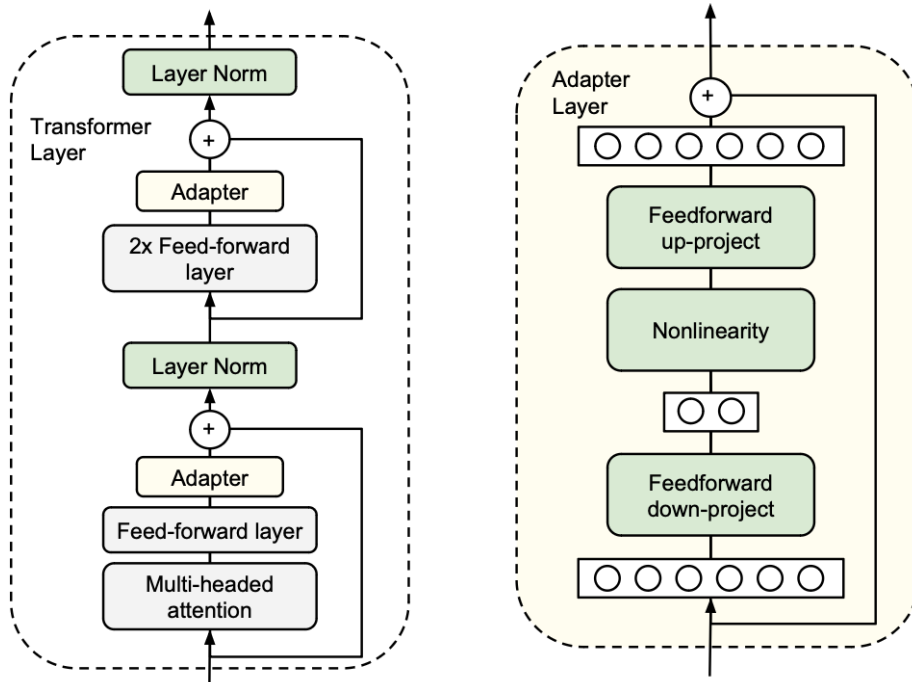 Layer Norm
Transformer
Layer
+
Adapter
2x Feed-forward
layer
Layer Norm
+
Adapter
Feed-forward layer
Multi-headed
attention
Adapter
Layer
+
Feedforward
up-project
Nonlinearity
Feedforward
down-project